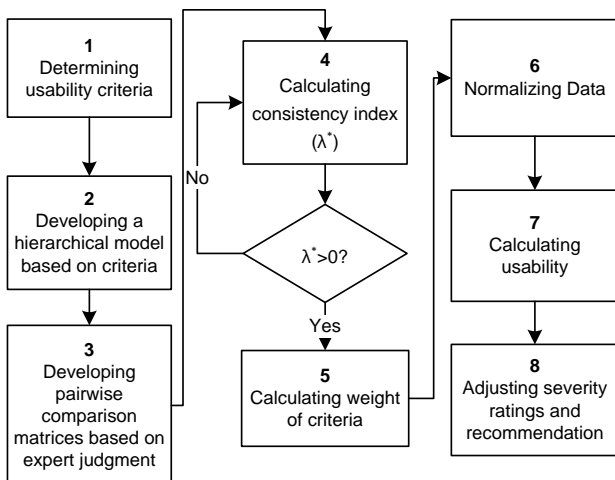 1
Determining
usability criteria
2
Developing a
hierarchical model
based on criteria
3
Developing
pairwise
comparison
matrices based on
expert judgment
4
Calculating
consistency index
(λ*)
No
λ*>0?
Yes
5
Calculating weight
of criteria
6
Normalizing Data
7
Calculating
usability
8
Adjusting severity
ratings and
recommendation